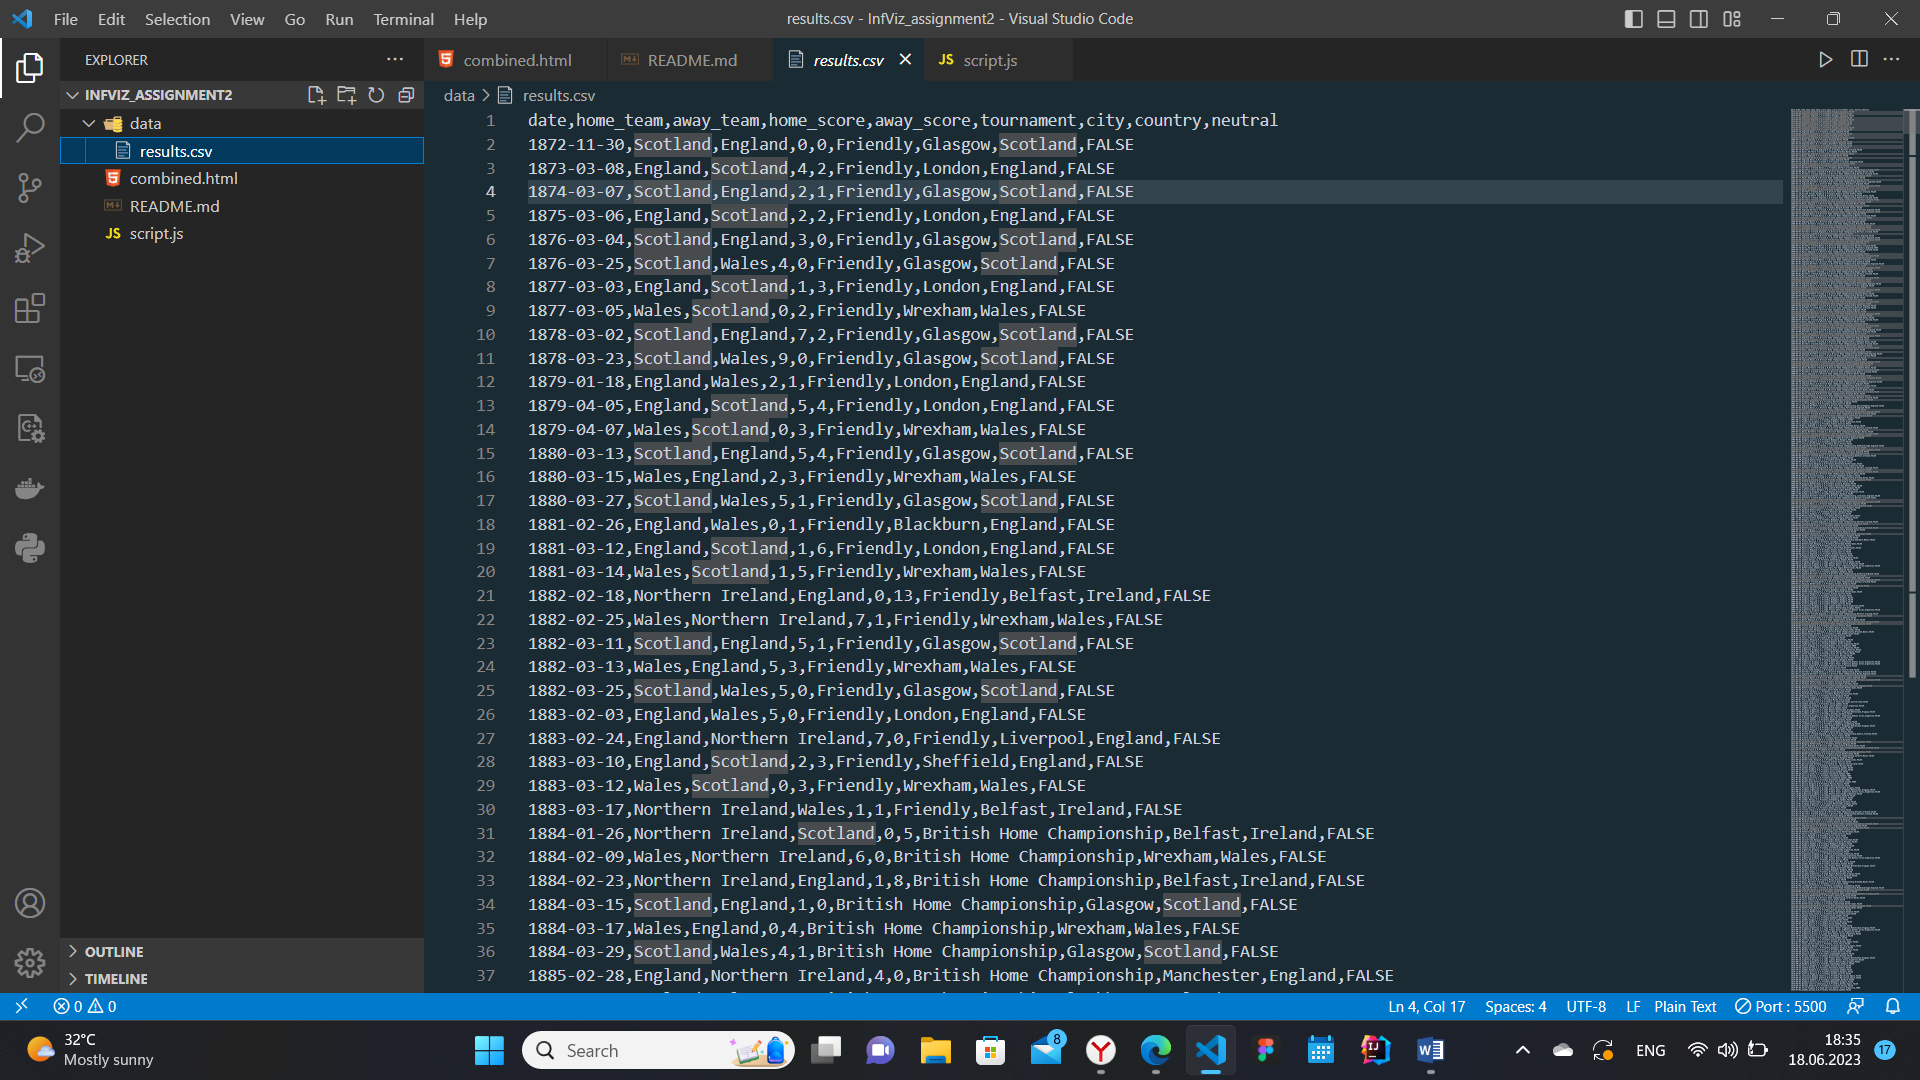 File Edit Selection View Go Run Terminal Help
results.csv - InfViz_assignment2 - Visual Studio Code
EXPLORER
INFVIZ_ASSIGNMENT2
data
results.csv
combined.html
README.md
JS script.js
OUTLINE
TIMELINE
combined.html README.md results.csv JS script.js
data > results.csv
1 date,home_team,away_team,home_score,away_score,tournament,city,country,neutral
2 1872-11-30,Scotland,England,0,0,Friendly,Glasgow,Scotland,FALSE
3 1873-03-08,England,Scotland,4,2,Friendly,London,England,FALSE
4 1874-03-07,Scotland,England,2,1,Friendly,Glasgow,Scotland,FALSE
5 1875-03-06,England,Scotland,2,2,Friendly,London,England,FALSE
6 1876-03-04,Scotland,England,3,0,Friendly,Glasgow,Scotland,FALSE
7 1876-03-25,Scotland,Wales,4,0,Friendly,Glasgow,Scotland,FALSE
8 1877-03-03,England,Scotland,1,3,Friendly,London,England,FALSE
9 1877-03-05,Wales,Scotland,0,2,Friendly,Wrexham,Wales,FALSE
10 1878-03-02,Scotland,England,7,2,Friendly,Glasgow,Scotland,FALSE
11 1878-03-23,Scotland,Wales,9,0,Friendly,Glasgow,Scotland,FALSE
12 1879-01-18,England,Wales,2,1,Friendly,London,England,FALSE
13 1879-04-05,England,Scotland,5,4,Friendly,London,England,FALSE
14 1879-04-07,Wales,Scotland,0,3,Friendly,Wrexham,Wales,FALSE
15 1880-03-13,Scotland,England,5,4,Friendly,Glasgow,Scotland,FALSE
16 1880-03-15,Wales,England,2,3,Friendly,Wrexham,Wales,FALSE
17 1880-03-27,Scotland,Wales,5,1,Friendly,Glasgow,Scotland,FALSE
18 1881-02-26,England,Wales,0,1,Friendly,Blackburn,England,FALSE
19 1881-03-12,England,Scotland,1,6,Friendly,London,England,FALSE
20 1881-03-14,Wales,Scotland,1,5,Friendly,Wrexham,Wales,FALSE
21 1882-02-18,Northern Ireland,England,0,13,Friendly,Belfast,Ireland,FALSE
22 1882-02-25,Wales,Northern Ireland,7,1,Friendly,Wrexham,Wales,FALSE
23 1882-03-11,Scotland,England,5,1,Friendly,Glasgow,Scotland,FALSE
24 1882-03-13,Wales,England,5,3,Friendly,Wrexham,Wales,FALSE
25 1882-03-25,Scotland,Wales,5,0,Friendly,Glasgow,Scotland,FALSE
26 1883-02-03,England,Wales,5,0,Friendly,London,England,FALSE
27 1883-02-24,England,Northern Ireland,7,0,Friendly,Liverpool,England,FALSE
28 1883-03-10,England,Scotland,2,3,Friendly,Sheffield,England,FALSE
29 1883-03-12,Wales,Scotland,0,3,Friendly,Wrexham,Wales,FALSE
30 1883-03-17,Northern Ireland,Wales,1,1,Friendly,Belfast,Ireland,FALSE
31 1884-01-26,Northern Ireland,Scotland,0,5,British Home Championship,Belfast,Ireland,FALSE
32 1884-02-09,Wales,Northern Ireland,6,0,British Home Championship,Wrexham,Wales,FALSE
33 1884-02-23,Northern Ireland,England,1,8,British Home Championship,Belfast,Ireland,FALSE
34 1884-03-15,Scotland,England,1,0,British Home Championship,Glasgow,Scotland,FALSE
35 1884-03-17,Wales,England,0,4,British Home Championship,Wrexham,Wales,FALSE
36 1884-03-29,Scotland,Wales,4,1,British Home Championship,Glasgow,Scotland,FALSE
37 1885-02-28,England,Northern Ireland,4,0,British Home Championship,Manchester,England,FALSE
0 0 Ln 4, Col 17 Spaces: 4 UTF-8 LF Plain Text Port : 5500
32°C
Mostly sunny
Search
8
ENG
18:35
18.06.2023
17